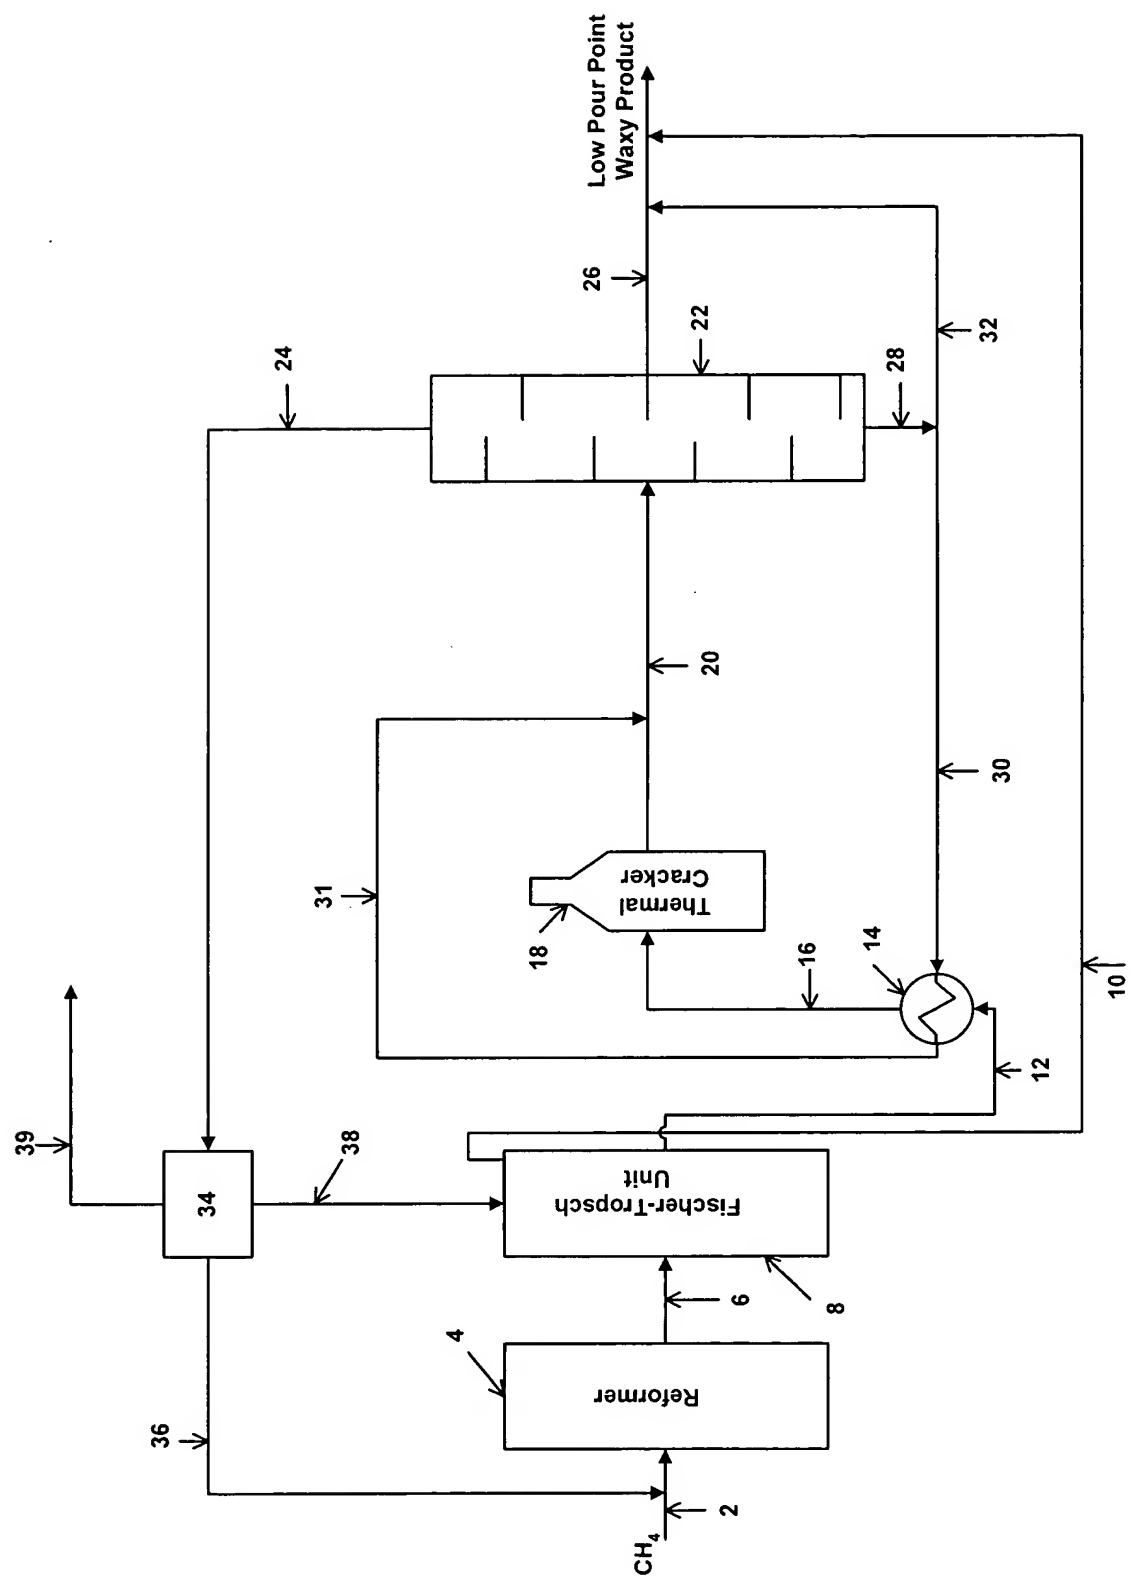 39
34
38
36
24
31
Low Pour Point
Waxy Product
26
22
28
32
20
30
Thermal
Cracker
18
16
14
12
10
Fischer-Tropsch
Unit
8
6
Reformer
4
2
CH₄